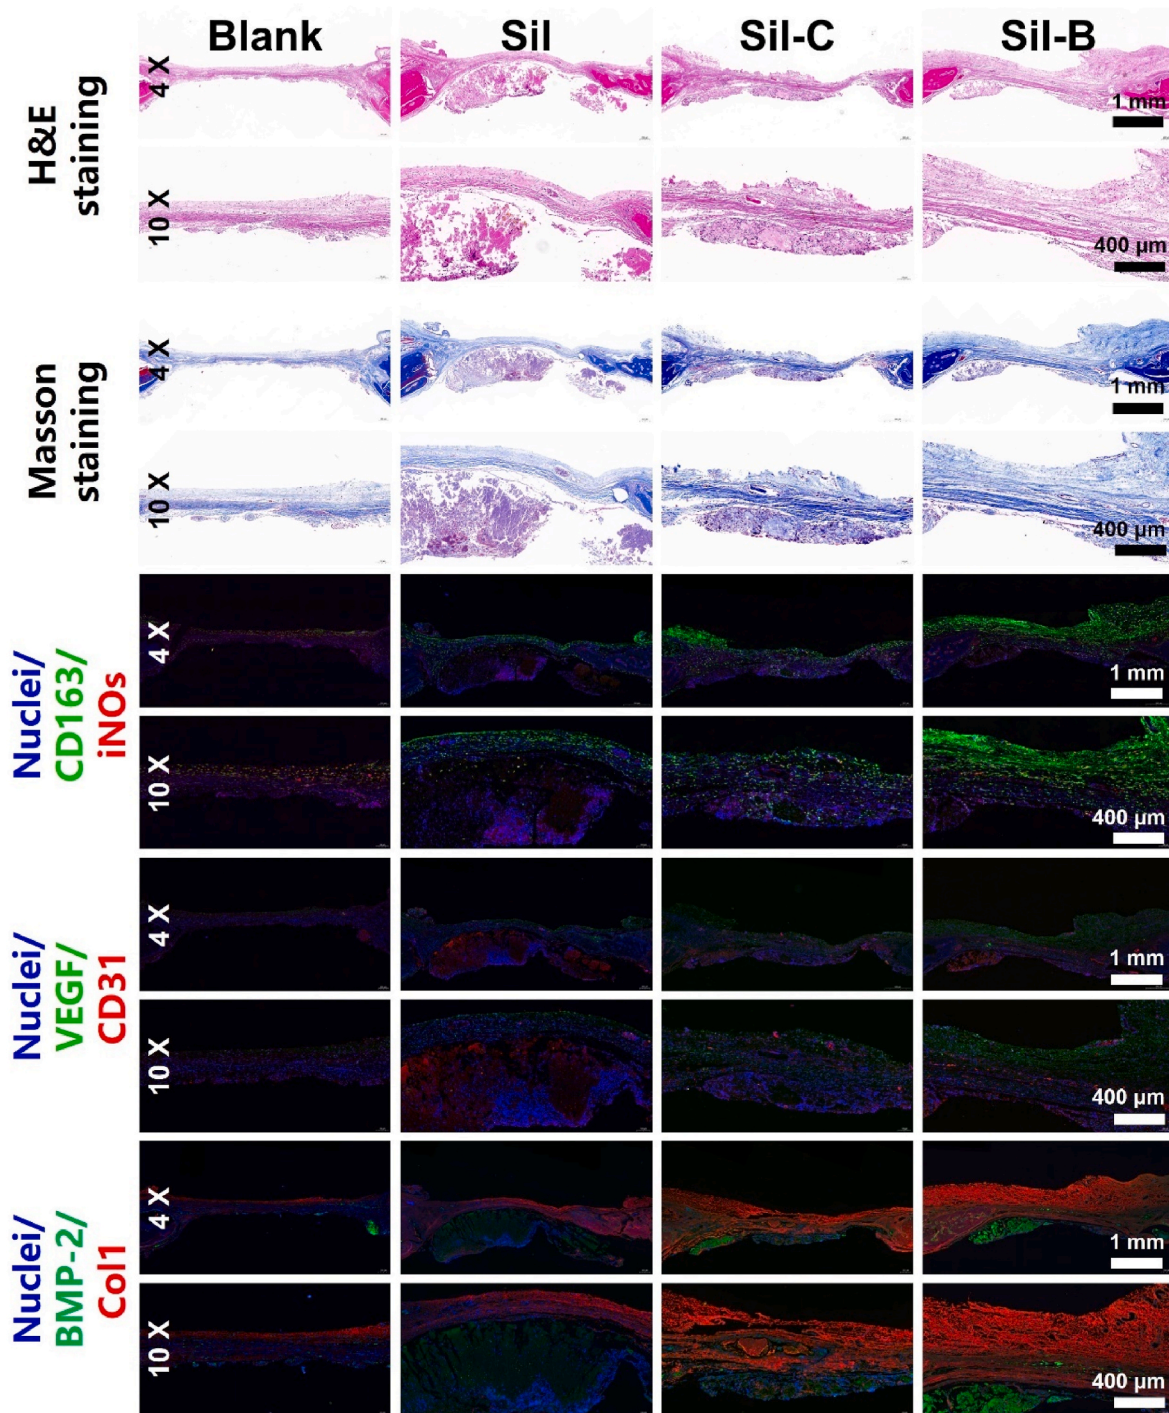 Blank Sil Sil-C Sil-B
H&E
staining
4 X
1 mm
10 X
400 μm
Masson
staining
4 X
1 mm
10 X
400 μm
Nuclei/
CD163/
iNOs
4 X
1 mm
10 X
400 μm
Nuclei/
VEGF/
CD31
4 X
1 mm
10 X
400 μm
Nuclei/
BMP-2/
Col1
4 X
1 mm
10 X
400 μm